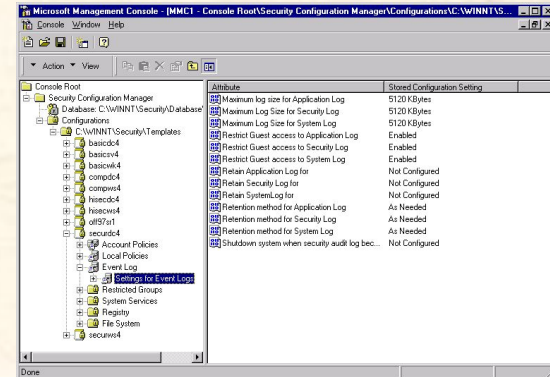 Microsoft Management Console - [MMC1 - Console Root\Security Configuration Manager\Configurations\C:\WINNT\S...
Console Window Help
Action View
Console Root
Security Configuration Manager
Database: C:\WINNT\Security\Database'
Configurations
C:\WINNT\Security\Templates
basicdc4
basicsv4
basicwk4
compdc4
compws4
hisecdc4
hisecws4
off97sr1
securdc4
Account Policies
Local Policies
Event Log
Settings for Event Logs
Restricted Groups
System Services
Registry
File System
securws4
Attribute Stored Configuration Setting
Maximum log size for Application Log 5120 KBytes
Maximum Log Size for Security Log 5120 KBytes
Maximum Log Size for System Log 5120 KBytes
Restrict Guest access to Application Log Enabled
Restrict Guest access to Security Log Enabled
Restrict Guest access to System Log Enabled
Retain Application Log for Not Configured
Retain Security Log for Not Configured
Retain SystemLog for Not Configured
Retention method for Application Log As Needed
Retention method for Security Log As Needed
Retention method for System Log As Needed
Shutdown system when security audit log bec... Not Configured
Done